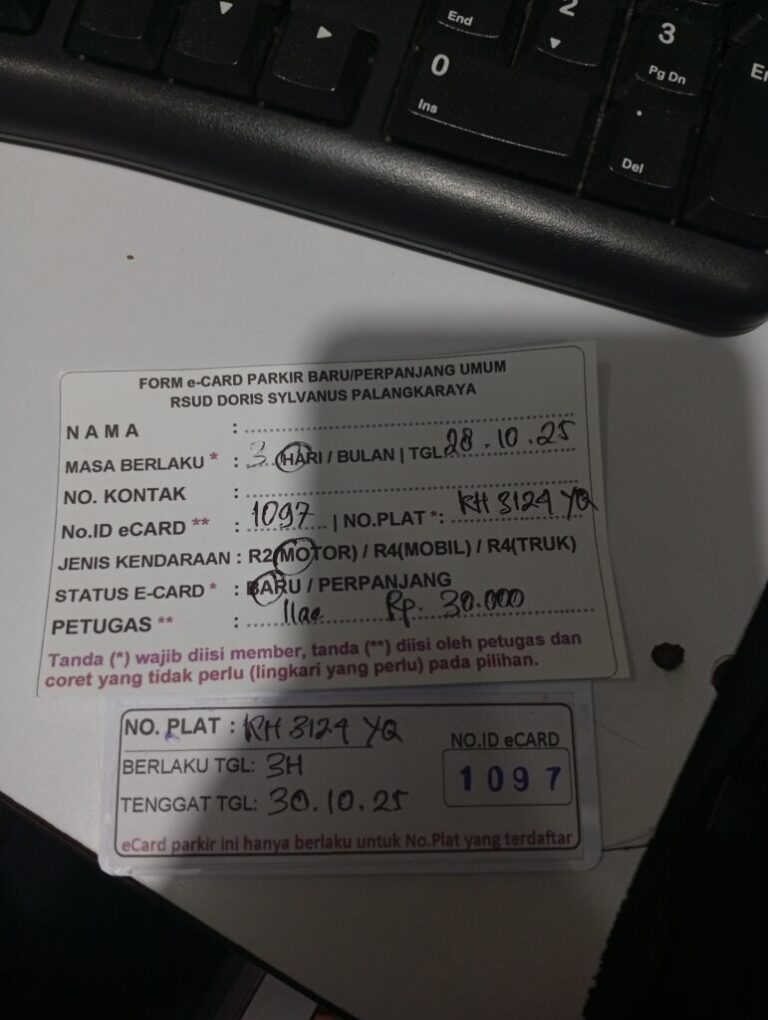 End
2
3
Pg Dn
0
Ins
.
Del
FORM e-CARD PARKIR BARU/PERPANJANG UMUM
RSUD DORIS SYLVANUS PALANGKARAYA
NAMA :
MASA BERLAKU * : 3 HARI / BULAN | TGL 28.10.25
NO. KONTAK :
No.ID eCARD ** : 1097 | NO.PLAT *: KH 3124 YQ
JENIS KENDARAAN : R2(MOTOR) / R4(MOBIL) / R4(TRUK)
STATUS E-CARD * : BARU / PERPANJANG
PETUGAS ** : Rp. 30.000
Tanda (*) wajib diisi member, tanda (**) diisi oleh petugas dan
coret yang tidak perlu (lingkari yang perlu) pada pilihan.
NO. PLAT : KH 3124 YQ
NO.ID eCARD
BERLAKU TGL: 3H
1097
TENGGAT TGL: 30.10.25
eCard parkir ini hanya berlaku untuk No.Plat yang terdaftar